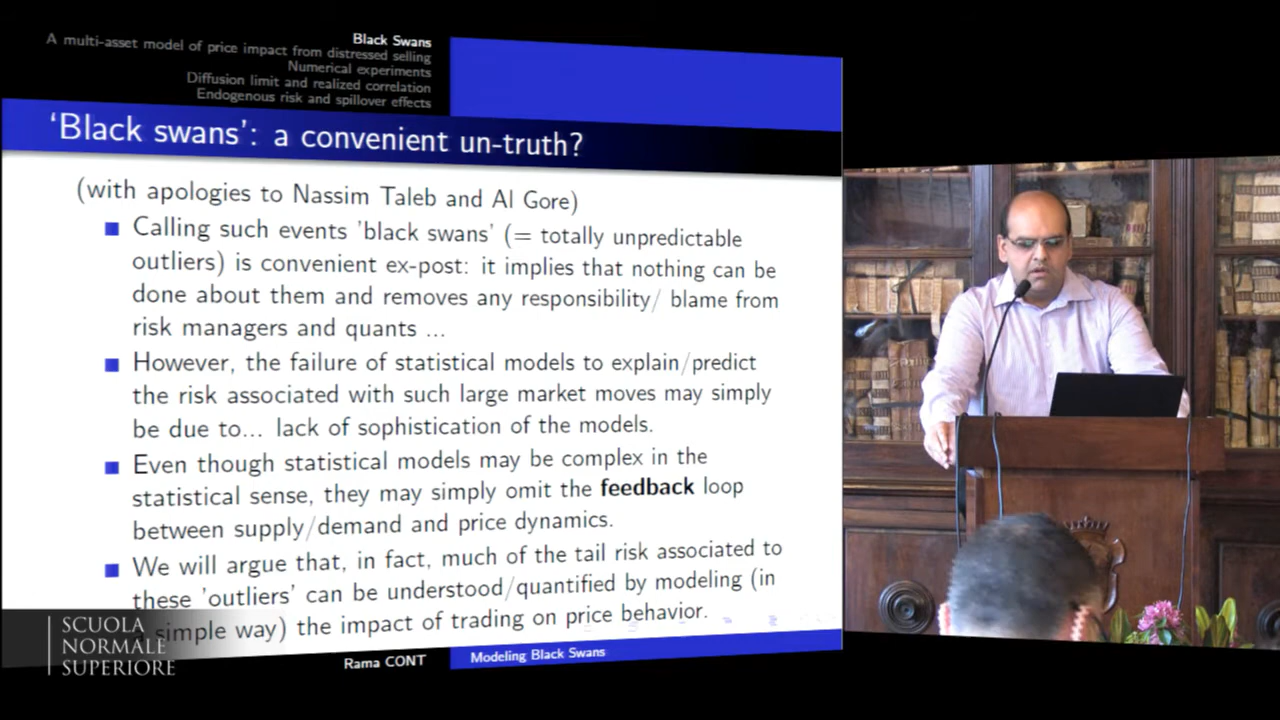 Black Swans
A multi-asset model of price impact from distressed selling
Numerical experiments
Diffusion limit and realized correlation
Endogenous risk and spillover effects
‘Black swans’: a convenient un-truth?
(with apologies to Nassim Taleb and Al Gore)
Calling such events ’black swans’ (= totally unpredictable
outliers) is convenient ex-post: it implies that nothing can be
done about them and removes any responsibility/ blame from
risk managers and quants ...
However, the failure of statistical models to explain/predict
the risk associated with such large market moves may simply
be due to... lack of sophistication of the models.
Even though statistical models may be complex in the
statistical sense, they may simply omit the feedback loop
between supply/demand and price dynamics.
We will argue that, in fact, much of the tail risk associated to
these ’outliers’ can be understood/quantified by modeling (in
a simple way) the impact of trading on price behavior.
SCUOLA
NORMALE
SUPERIORE
Rama CONT
Modeling Black Swans